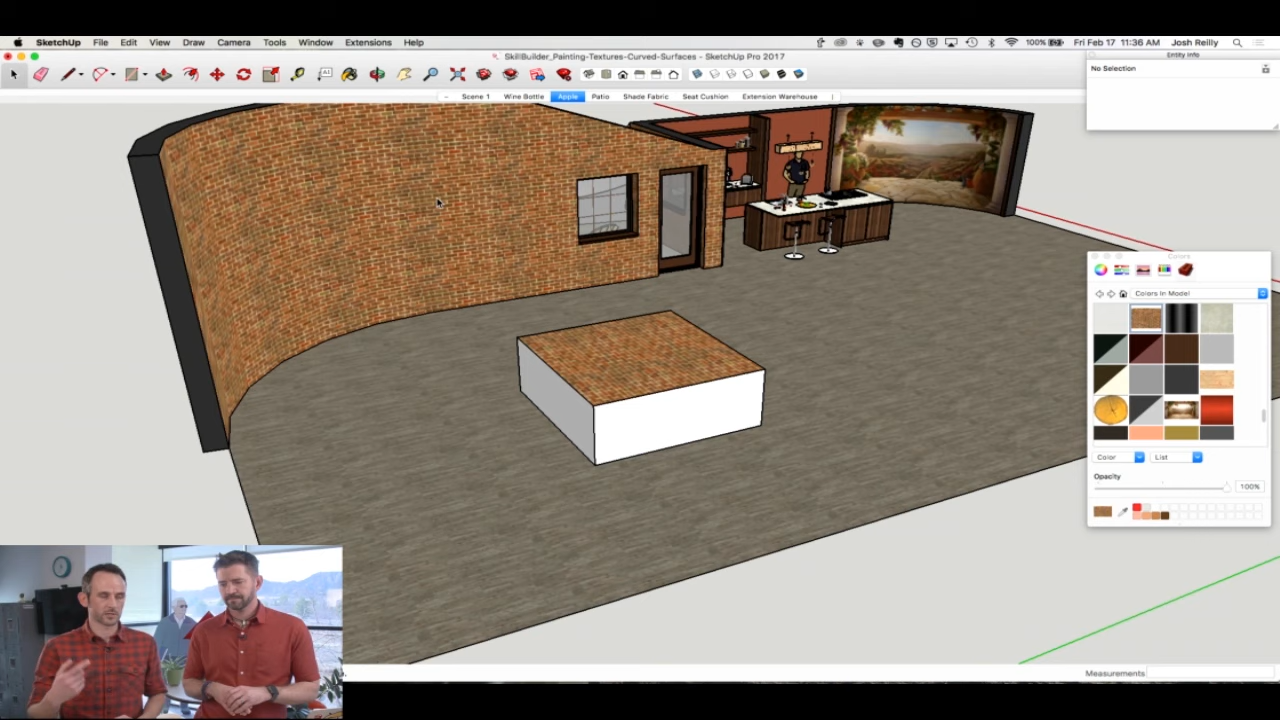 SketchUp File Edit View Draw Camera Tools Window Extensions Help 100% Fri Feb 17 11:36 AM Josh Reilly
SkillBuilder_Painting-Textures-Curved-Surfaces - SketchUp Pro 2017
Entity Info
No Selection
Scene 1 Wine Bottle Apple Patio Shade Fabric Seat Cushion Extension Warehouse
Colors
Colors In Model
Color List
Opacity
100%
Measurements